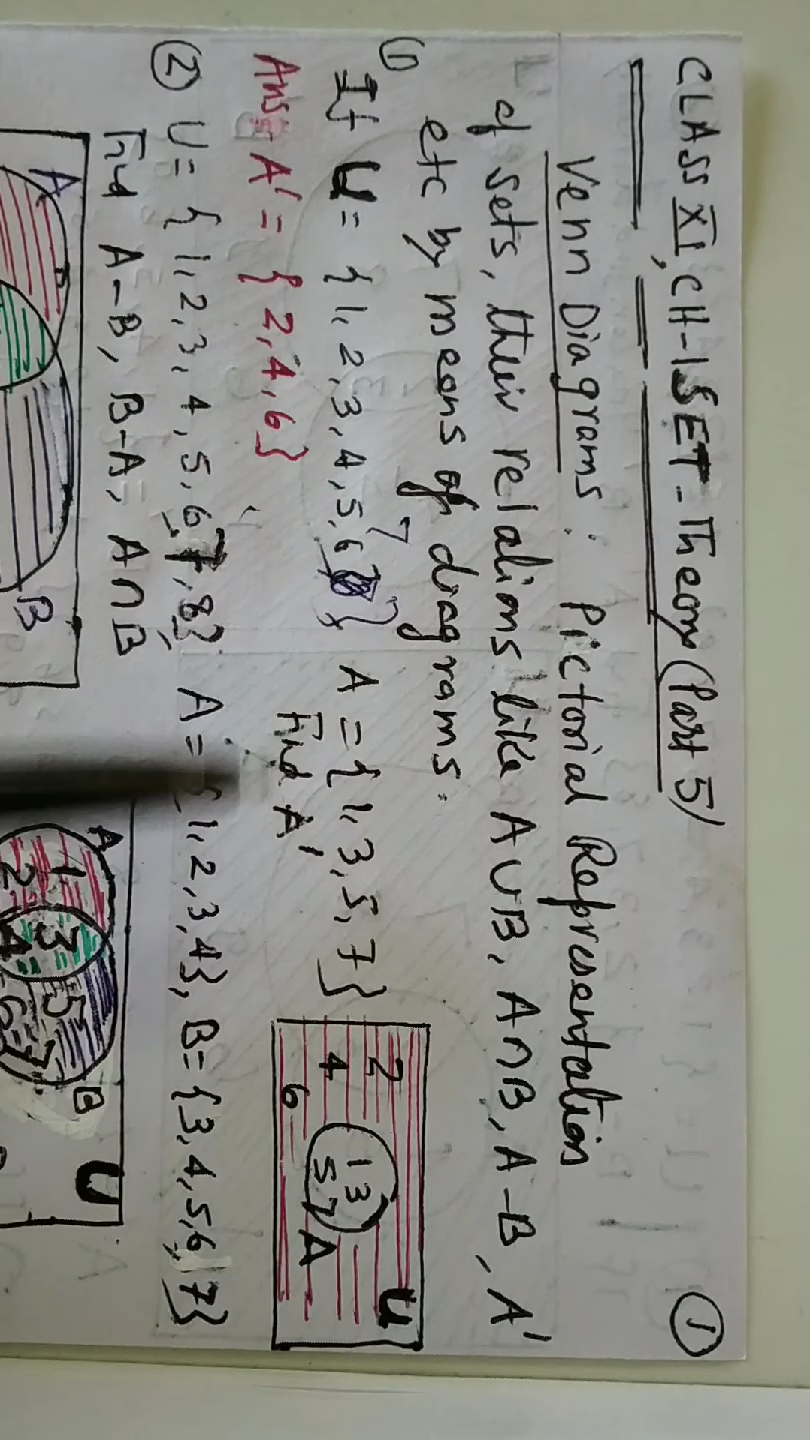 CLASS XI, CH-1 SET-Theory (Part 5)
1
Venn Diagrams: Pictorial Representation
of sets, their relations like A∪B, A∩B, A-B, A'
etc by means of diagrams.
(1) If U = {1, 2, 3, 4, 5, 6, 7} A = {1, 3, 5, 7}
Find A'
Ans: A' = {2, 4, 6}
2
4
6
1 3
5 7
A
U
(2) U = {1, 2, 3, 4, 5, 6, 7, 8} A = {1, 2, 3, 4}, B = {3, 4, 5, 6, 7}
Find A-B, B-A, A∩B
A
B
A
B
U
1
2
3
4
5
6
7